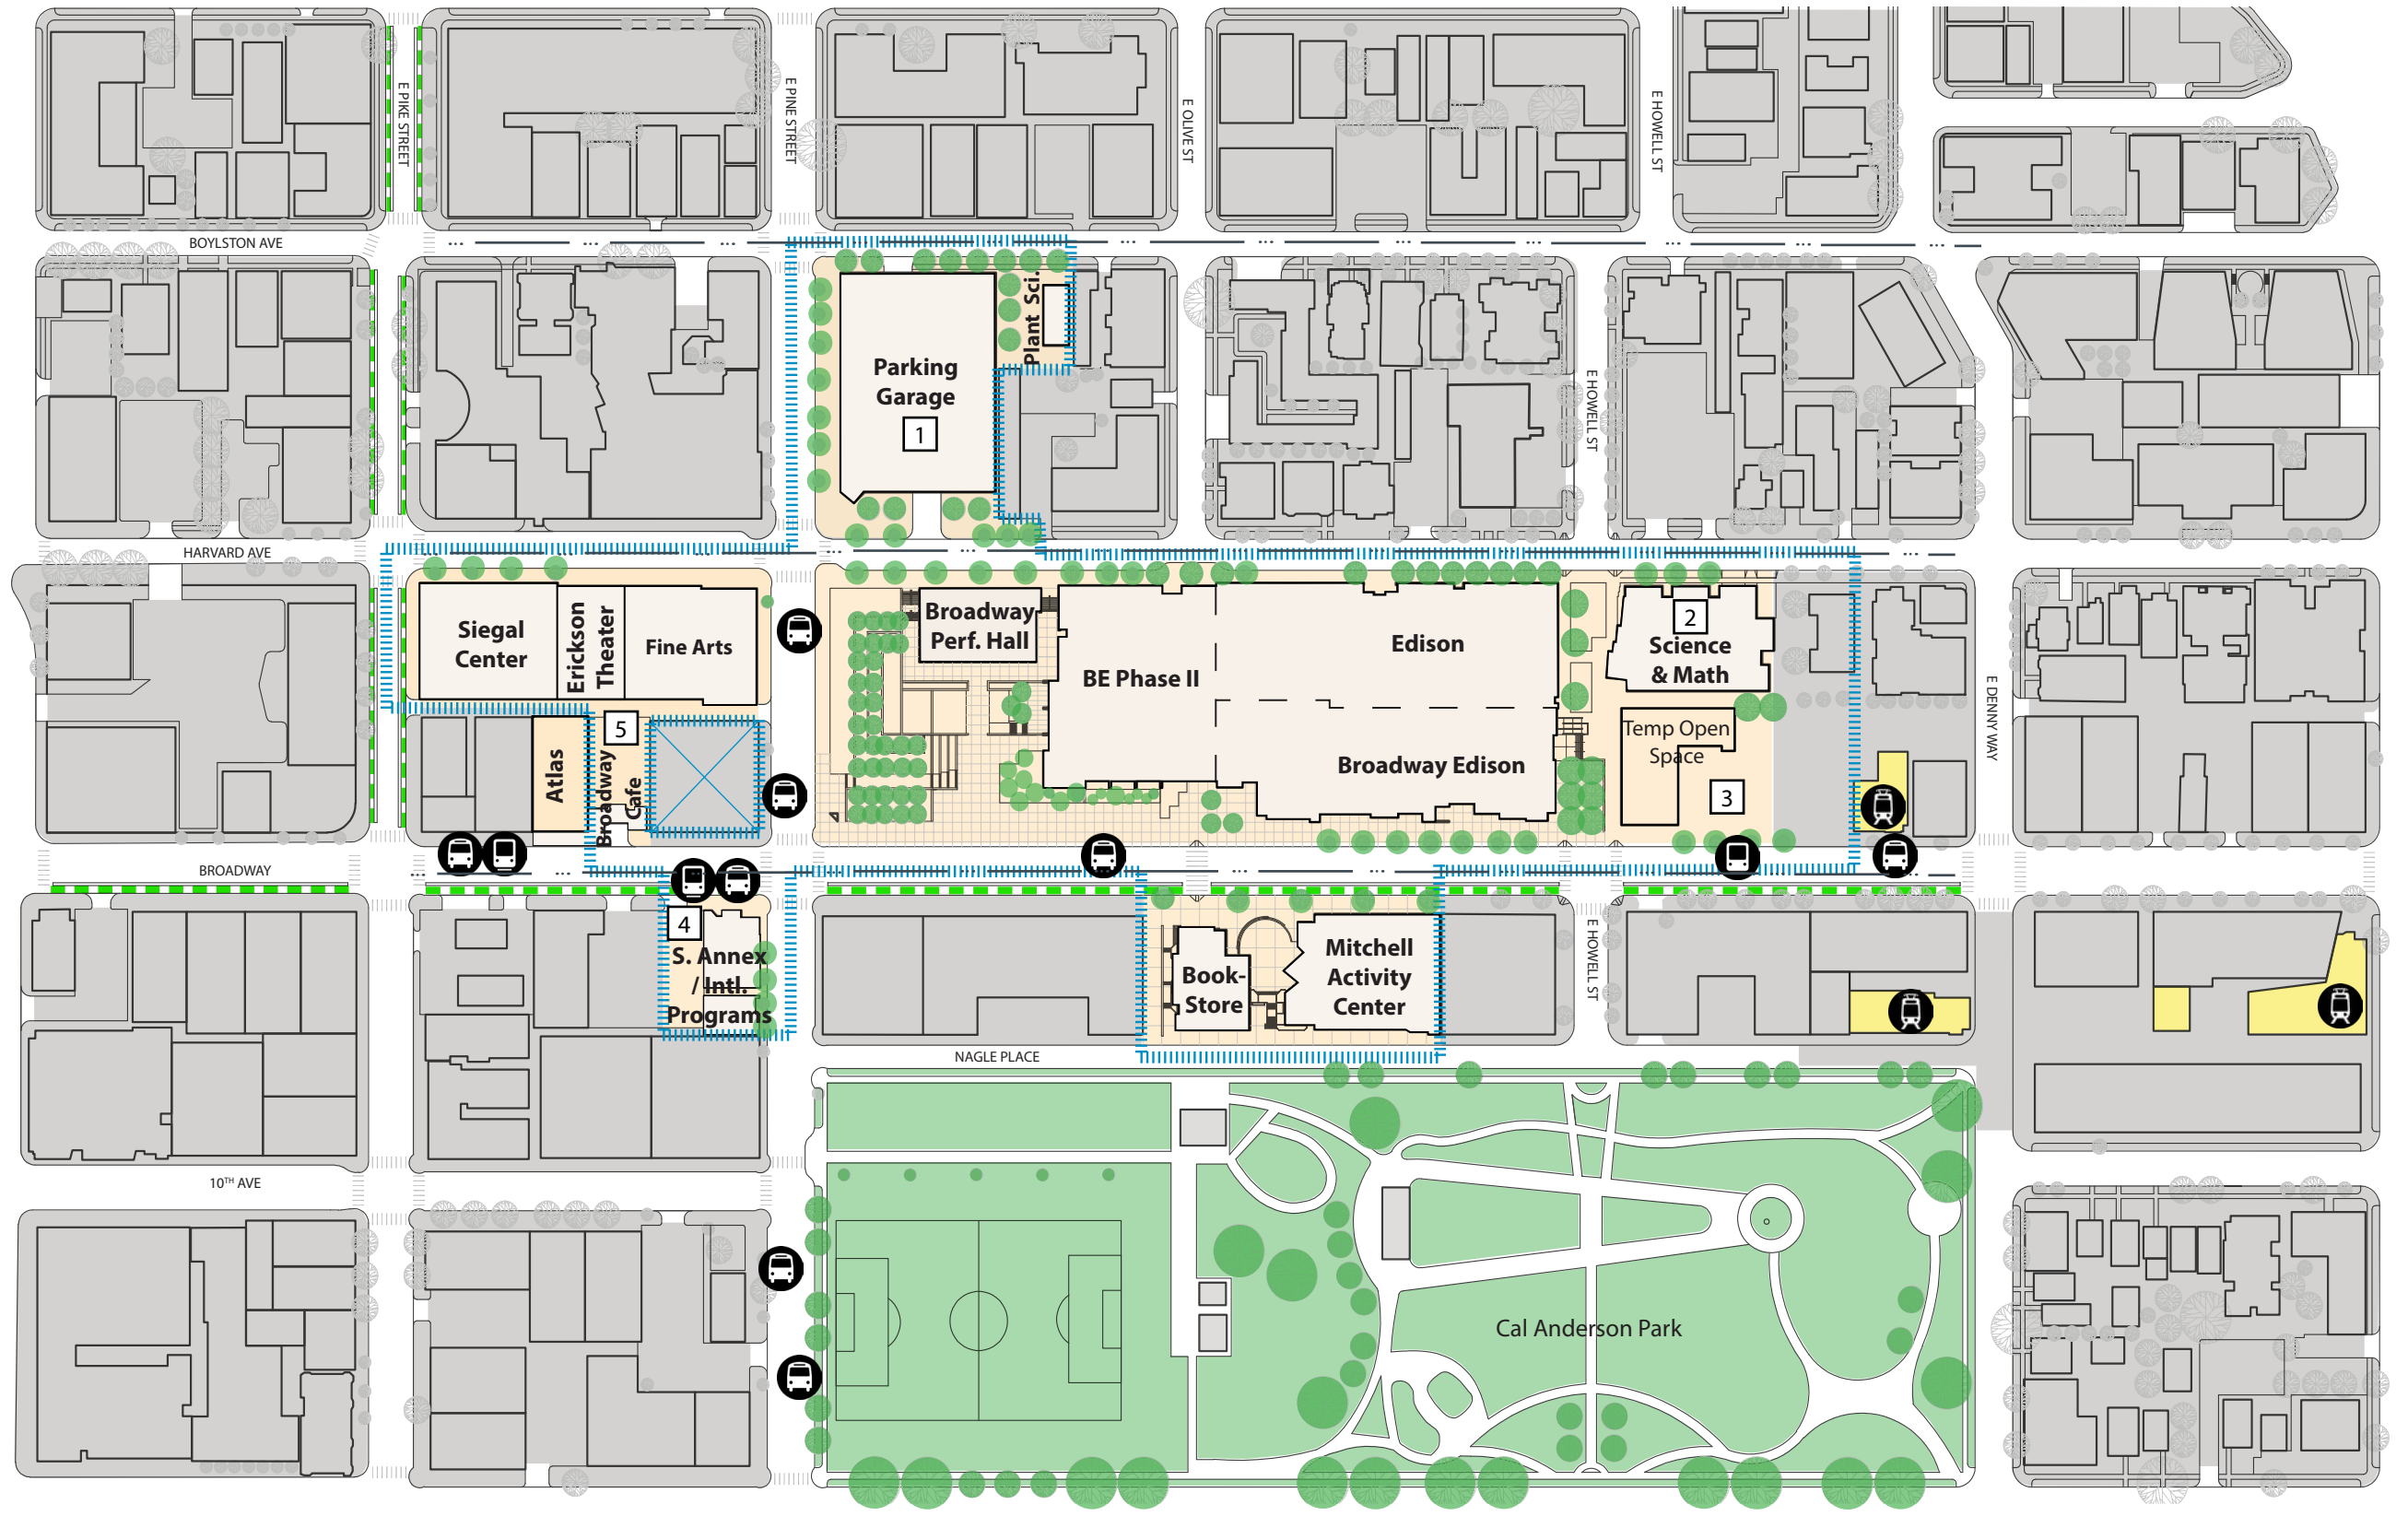 E PIKE STREET
E PINE STREET
E OLIVE ST
E HOWELL ST
BOYLSTON AVE
Plant Sci.
Parking
Garage
1
E HOWELL ST
HARVARD AVE
Siegal
Center
Erickson
Theater
Fine Arts
Broadway
Perf. Hall
BE Phase II
Edison
Broadway Edison
2
Science
& Math
Temp Open
Space
3
E DENNY WAY
5
Atlas
Broadway
Cafe
BROADWAY
4
S. Annex
/ Intl.
Programs
Book-
Store
Mitchell
Activity
Center
E HOWELL ST
NAGLE PLACE
10TH AVE
Cal Anderson Park